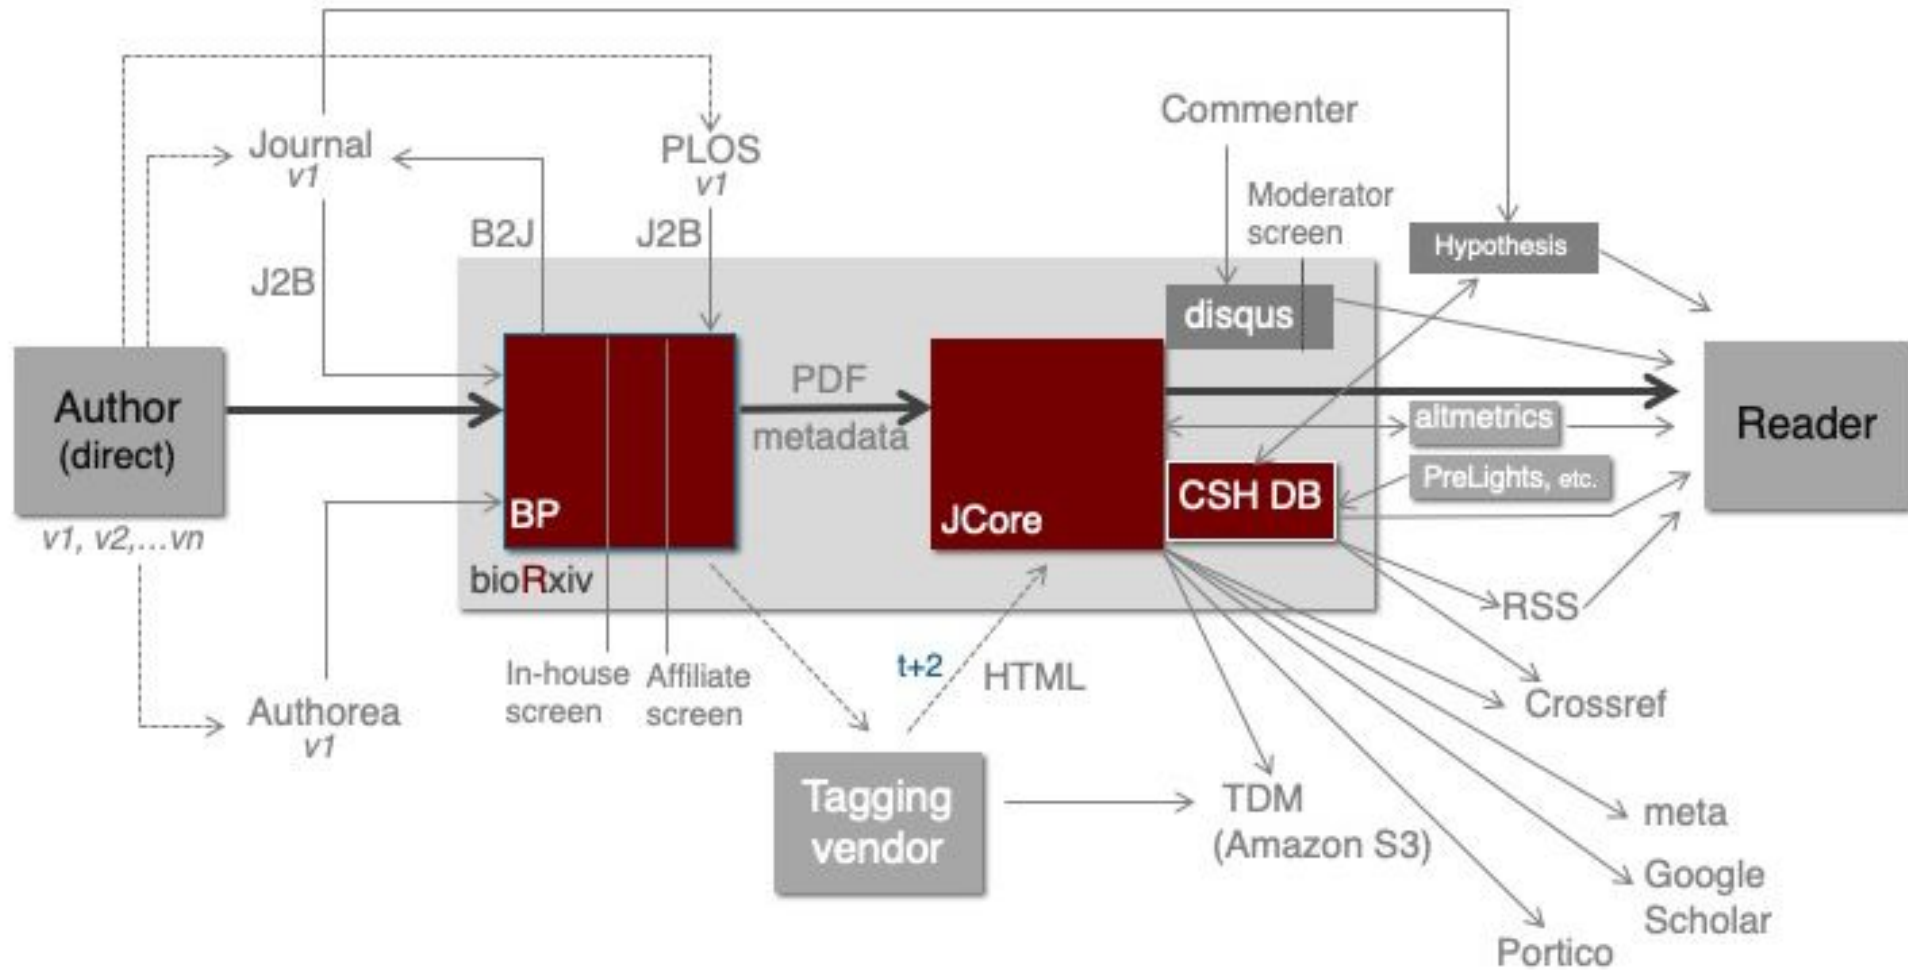 Commenter
Journal
v1
PLOS
v1
Moderator
screen
B2J
J2B
Hypothesis
J2B
disqus
Author
(direct)
PDF
metadata
altmetrics
Reader
PreLights, etc.
BP
JCore
CSH DB
v1, v2,...vn
bioRxiv
RSS
In-house
screen
Affiliate
screen
t+2
HTML
Authorea
v1
Crossref
Tagging
vendor
TDM
(Amazon S3)
meta
Google
Scholar
Portico